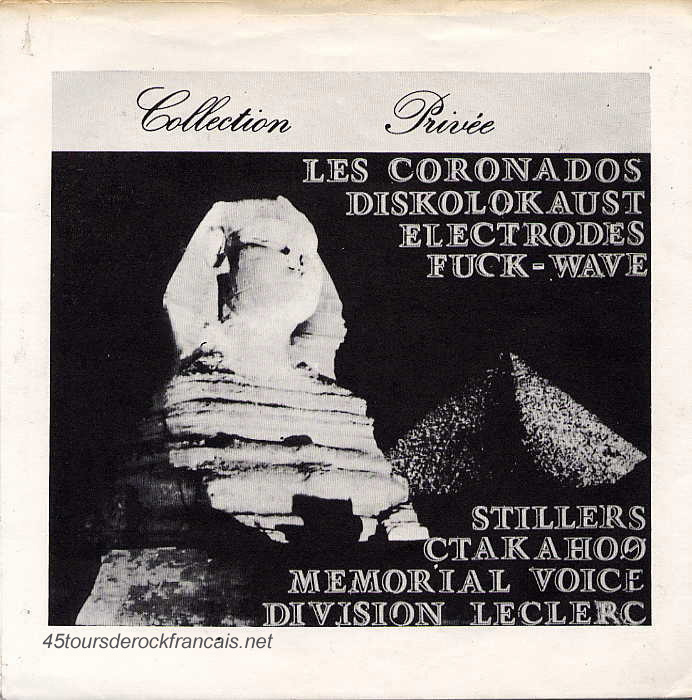 Collection Privée
LES CORONADOS
DISKOLOKAUST
ELECTRODES
FUCK-WAVE
STILLERS
CTAKAHOØ
MEMORIAL VOICE
DIVISION LECLERC
45toursderockfrancais.net